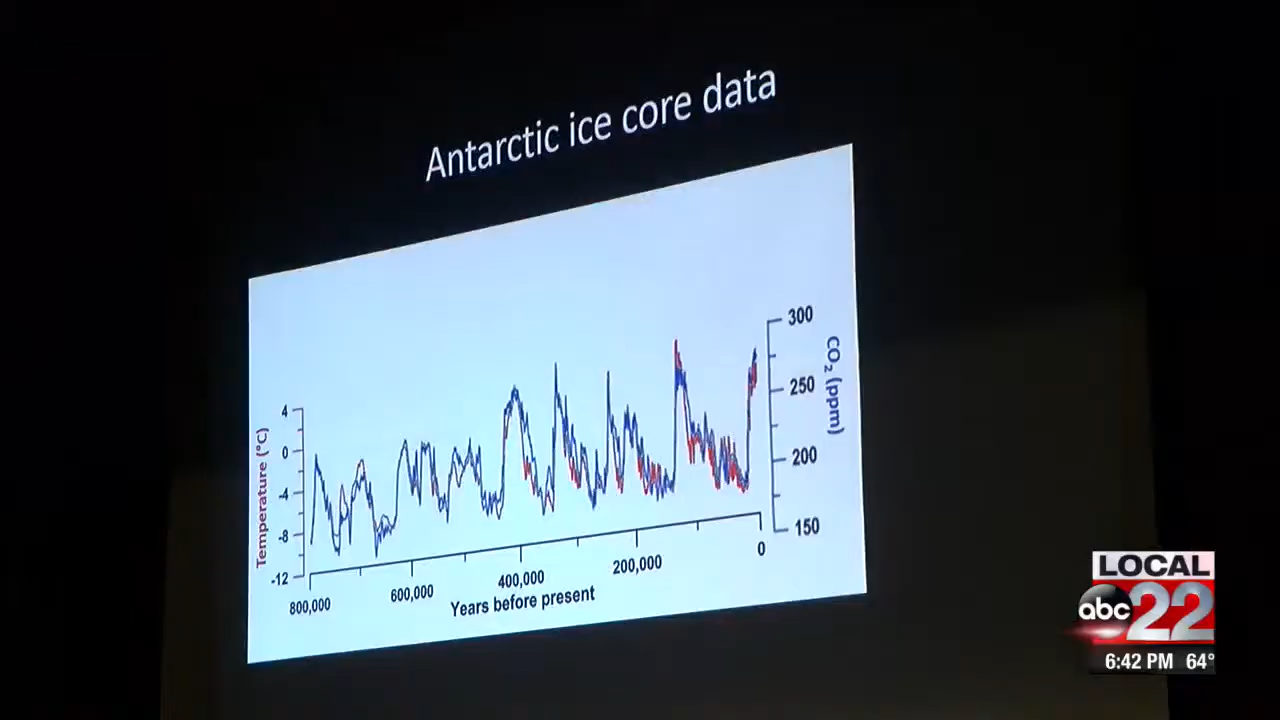 Antarctic ice core data
Temperature (°C)
4
0
-4
-8
-12
800,000
600,000
400,000
200,000
0
Years before present
300
250
200
150
CO₂ (ppm)
LOCAL
abc 22
6:42 PM 64°